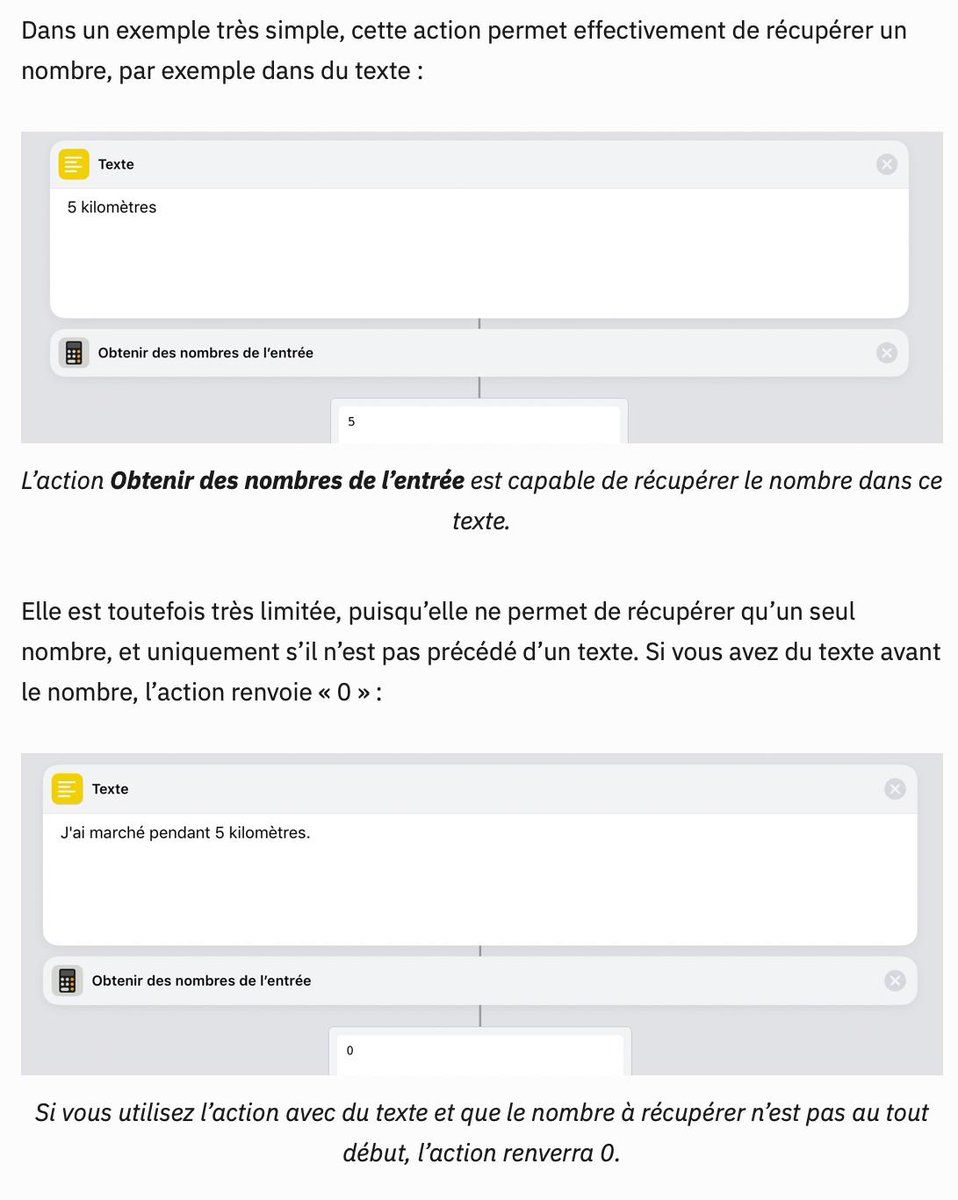 Dans un exemple très simple, cette action permet effectivement de récupérer un
nombre, par exemple dans du texte :
Texte
5 kilomètres
Obtenir des nombres de l’entrée
5
L’action Obtenir des nombres de l’entrée est capable de récupérer le nombre dans ce
texte.
Elle est toutefois très limitée, puisqu’elle ne permet de récupérer qu’un seul
nombre, et uniquement s’il n’est pas précédé d’un texte. Si vous avez du texte avant
le nombre, l’action renvoie « 0 » :
Texte
J'ai marché pendant 5 kilomètres.
Obtenir des nombres de l’entrée
0
Si vous utilisez l’action avec du texte et que le nombre à récupérer n’est pas au tout
début, l’action renverra 0.